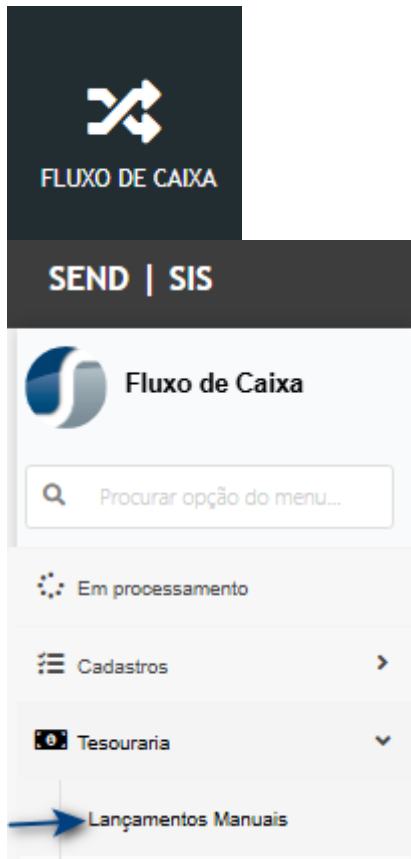 FLUXO DE CAIXA
SEND | SIS
Fluxo de Caixa
Procurar opção do menu...
Em processamento
Cadastros
Tesouraria
Lançamentos Manuais